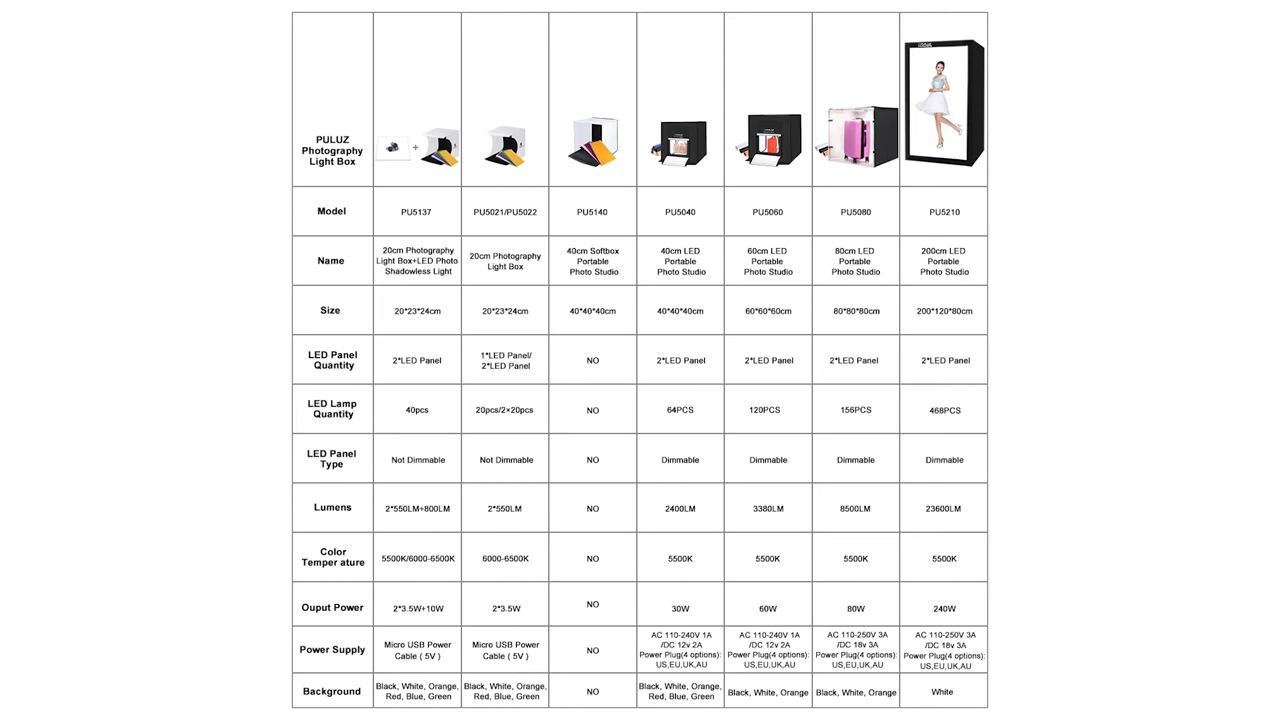 PULUZ
Photography
Light Box
+
Model
PU5137
PU5021/PU5022
PU5140
PU5040
PU5060
PU5080
PU5210
Name
20cm Photography
Light Box+LED Photo
Shadowless Light
20cm Photography
Light Box
40cm Softbox
Portable
Photo Studio
40cm LED
Portable
Photo Studio
60cm LED
Portable
Photo Studio
80cm LED
Portable
Photo Studio
200cm LED
Portable
Photo Studio
Size
20*23*24cm
20*23*24cm
40*40*40cm
40*40*40cm
60*60*60cm
80*80*80cm
200*120*80cm
LED Panel
Quantity
2*LED Panel
1*LED Panel/
2*LED Panel
NO
2*LED Panel
2*LED Panel
2*LED Panel
2*LED Panel
LED Lamp
Quantity
40pcs
20pcs/2×20pcs
NO
64PCS
120PCS
156PCS
468PCS
LED Panel
Type
Not Dimmable
Not Dimmable
NO
Dimmable
Dimmable
Dimmable
Dimmable
Lumens
2*550LM+800LM
2*550LM
NO
2400LM
3380LM
8500LM
23600LM
Color
Temper ature
5500K/6000-6500K
6000-6500K
NO
5500K
5500K
5500K
5500K
Ouput Power
2*3.5W+10W
2*3.5W
NO
30W
60W
80W
240W
Power Supply
Micro USB Power
Cable ( 5V )
Micro USB Power
Cable ( 5V )
NO
AC 110-240V 1A
/DC 12v 2A
Power Plug(4 options):
US,EU,UK,AU
AC 110-240V 1A
/DC 12v 2A
Power Plug(4 options):
US,EU,UK,AU
AC 110-250V 3A
/DC 18v 3A
Power Plug(4 options):
US,EU,UK,AU
AC 110-250V 3A
/DC 18v 3A
Power Plug(4 options):
US,EU,UK,AU
Background
Black, White, Orange,
Red, Blue, Green
Black, White, Orange,
Red, Blue, Green
NO
Black, White, Orange,
Red, Blue, Green
Black, White, Orange
Black, White, Orange
White